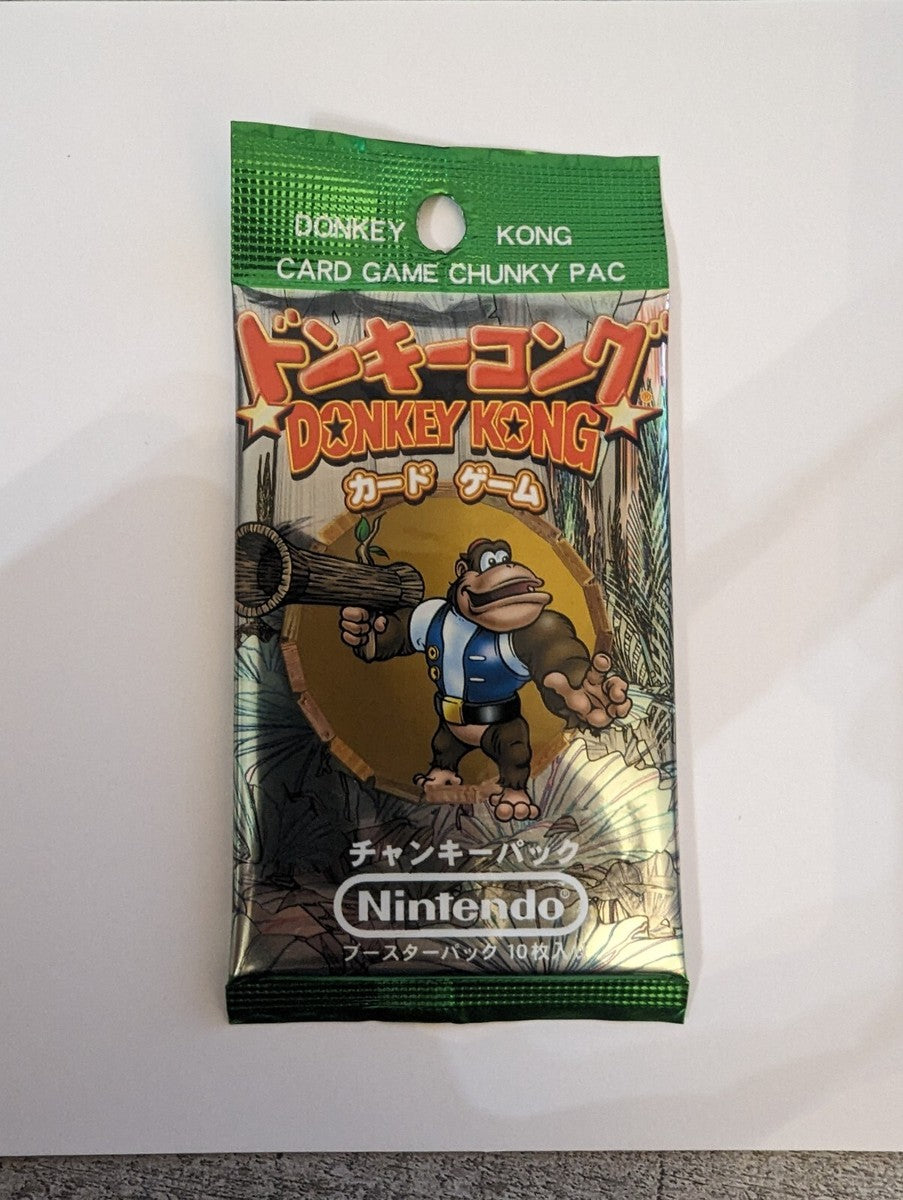 DONKEY KONG
CARD GAME CHUNKY PAC
ドンキーコング
DONKEY KONG®
カード ゲーム
チャンキーパック
Nintendo®
ブースターパック 10枚入り